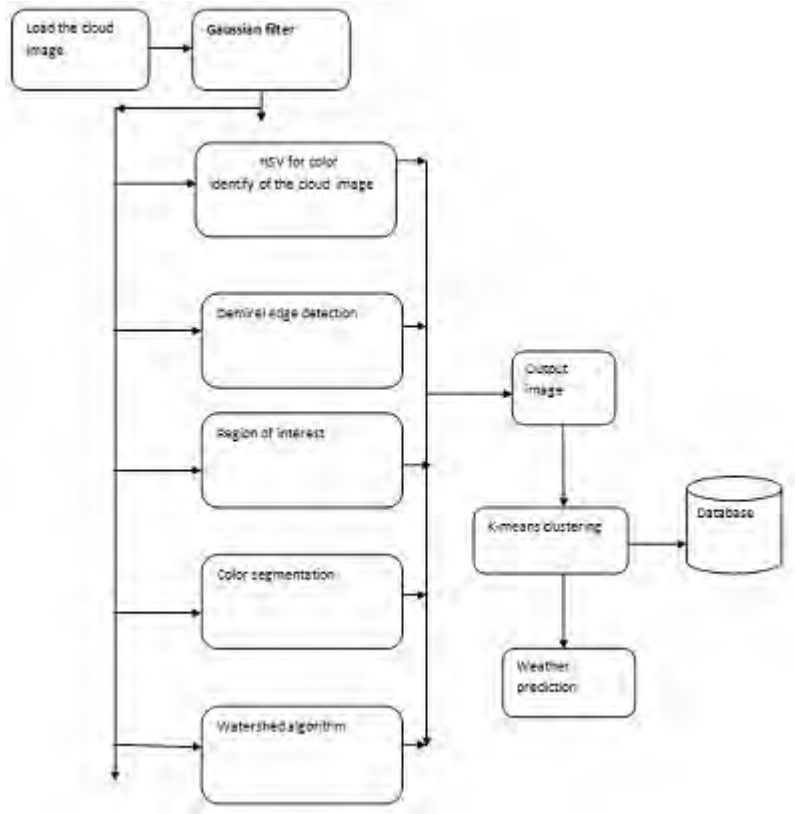 Load the cloud
image.
Gaussian filter
HSV for color
identify of the cloud image
Demirel edge detection
Region of interest
Color segmentation
Watershed algorithm
Output
image
K-means clustering
Database
Weather
prediction